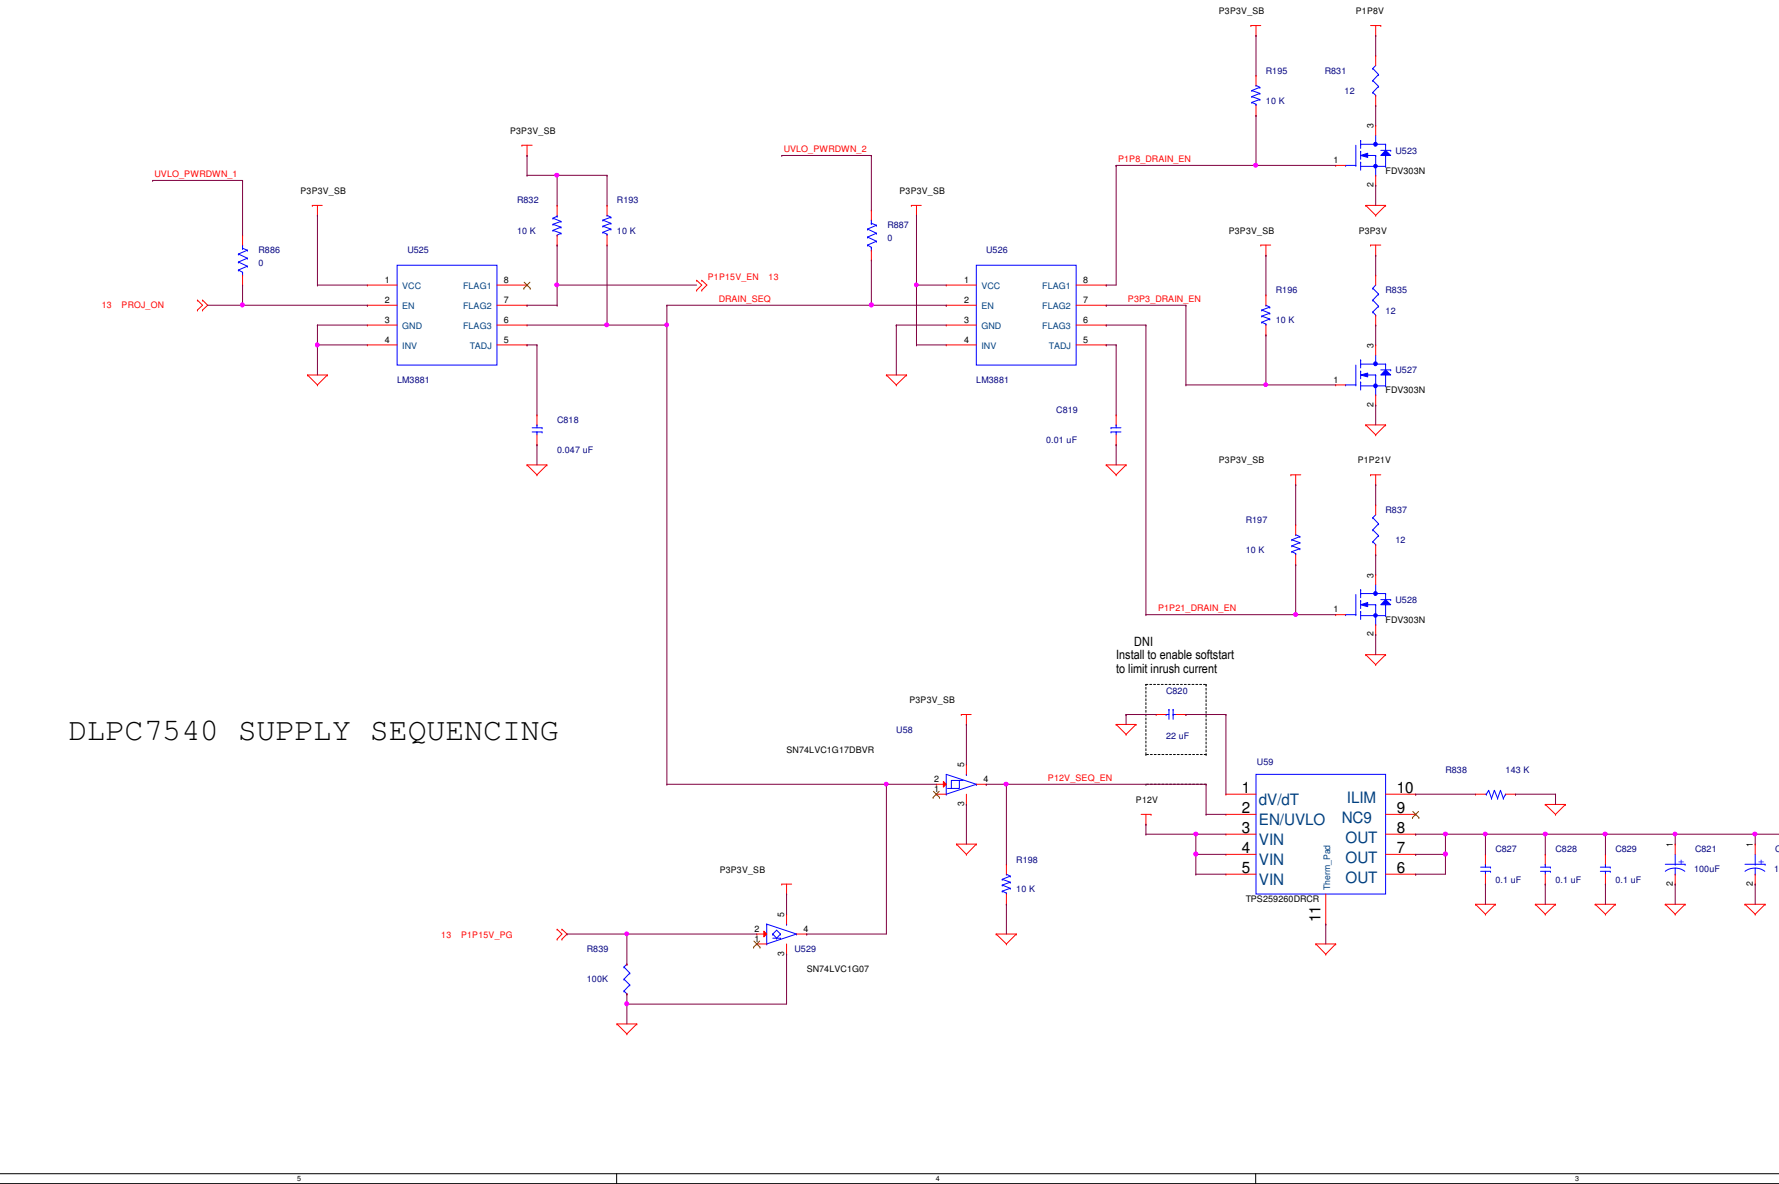 P3P3V_SB
P1P8V
R195
10 K
R831
12
3
P1P8_DRAIN_EN
1
U523
FDV303N
2
UVLO_PWRDWN_1
P3P3V_SB
R886
0
13 PROJ_ON
P3P3V_SB
R832
10 K
R193
10 K
U525
1 VCC
2 EN
3 GND
4 INV
FLAG1 8
FLAG2 7
FLAG3 6
TADJ 5
LM3881
P1P15V_EN 13
DRAIN_SEQ
C818
0.047 uF
UVLO_PWRDWN_2
P3P3V_SB
R887
0
U526
1 VCC
2 EN
3 GND
4 INV
FLAG1 8
FLAG2 7
FLAG3 6
TADJ 5
LM3881
C819
0.01 uF
P3P3V_SB
P3P3V
R196
10 K
R835
12
P3P3_DRAIN_EN
3
1
U527
FDV303N
2
P3P3V_SB
P1P21V
R197
10 K
R837
12
3
P1P21_DRAIN_EN
1
U528
FDV303N
2
DNI
Install to enable softstart
to limit inrush current
C820
22 uF
DLPC7540 SUPPLY SEQUENCING
P3P3V_SB
U58
SN74LVC1G17DBVR
5
2
1
4
3
P12V_SEQ_EN
P12V
R198
10 K
U59
1 dV/dT
2 EN/UVLO
3 VIN
4 VIN
5 VIN
ILIM 10
NC9 9
OUT 8
OUT 7
OUT 6
Therm_Pad
11
TPS259260DRCR
R838
143 K
C827
0.1 uF
C828
0.1 uF
C829
0.1 uF
1
C821
100uF
2
1
C
1
2
P3P3V_SB
5
13 P1P15V_PG
2
1
4
3
U529
SN74LVC1G07
R839
100K
5
4
3